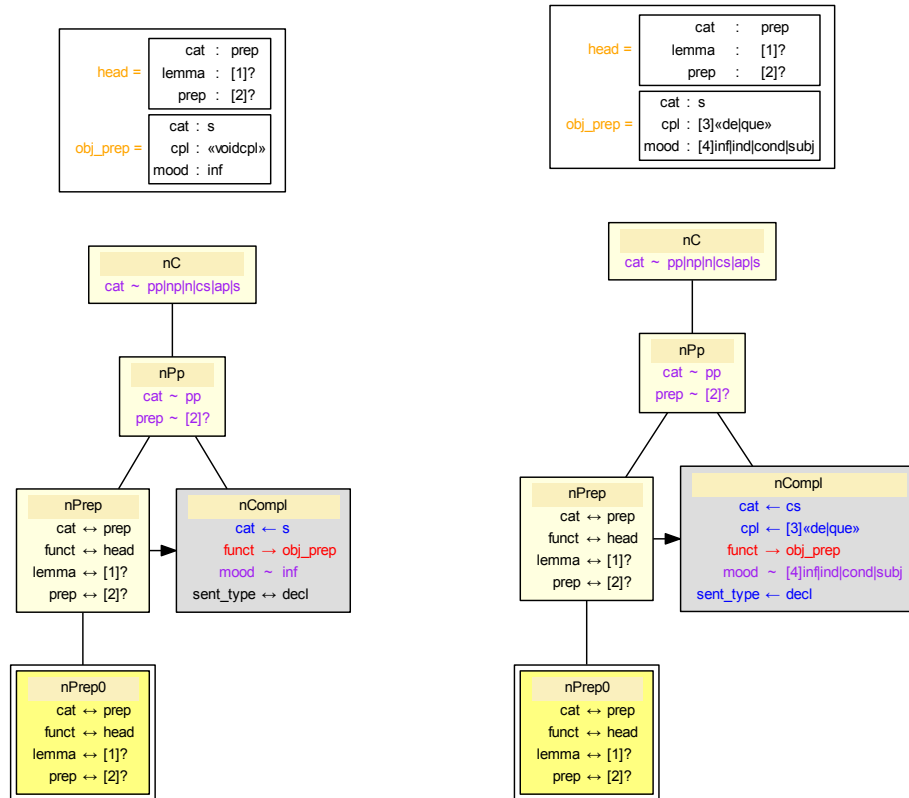 head =
cat : prep
lemma : [1]?
prep : [2]?
obj_prep =
cat : s
cpl : «voidcpl»
mood : inf
nC
cat ~ pp|np|n|cs|ap|s
nPp
cat ~ pp
prep ~ [2]?
nPrep
cat ↔ prep
funct ↔ head
lemma ↔ [1]?
prep ↔ [2]?
nCompl
cat ← s
funct → obj_prep
mood ~ inf
sent_type ↔ decl
nPrep0
cat ↔ prep
funct ↔ head
lemma ↔ [1]?
prep ↔ [2]?
head =
cat : prep
lemma : [1]?
prep : [2]?
obj_prep =
cat : s
cpl : [3]«de|que»
mood : [4]inf|ind|cond|subj
nC
cat ~ pp|np|n|cs|ap|s
nPp
cat ~ pp
prep ~ [2]?
nPrep
cat ↔ prep
funct ↔ head
lemma ↔ [1]?
prep ↔ [2]?
nCompl
cat ← cs
cpl ← [3]«de|que»
funct → obj_prep
mood ~ [4]inf|ind|cond|subj
sent_type ← decl
nPrep0
cat ↔ prep
funct ↔ head
lemma ↔ [1]?
prep ↔ [2]?